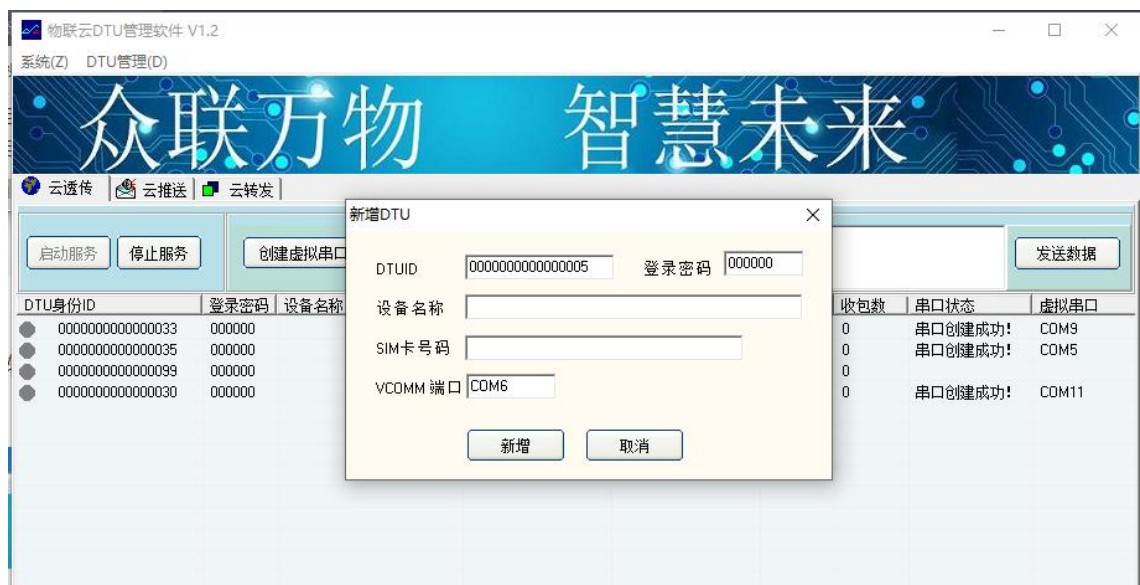 物联云DTU管理软件 V1.2
系统(Z) DTU管理(D)
众联万物 智慧未来
云透传 云推送 云转发
新增DTU
启动服务 停止服务 创建虚拟串口 发送数据
DTUID 0000000000000005 登录密码 000000
设备名称
SIM卡号码
VCOMM 端口 COM6
新增 取消
DTU身份ID 登录密码 设备名称 收包数 串口状态 虚拟串口
0000000000000033 000000 0 串口创建成功! COM9
0000000000000035 000000 0 串口创建成功! COM5
0000000000000099 000000 0
0000000000000030 000000 0 串口创建成功! COM11